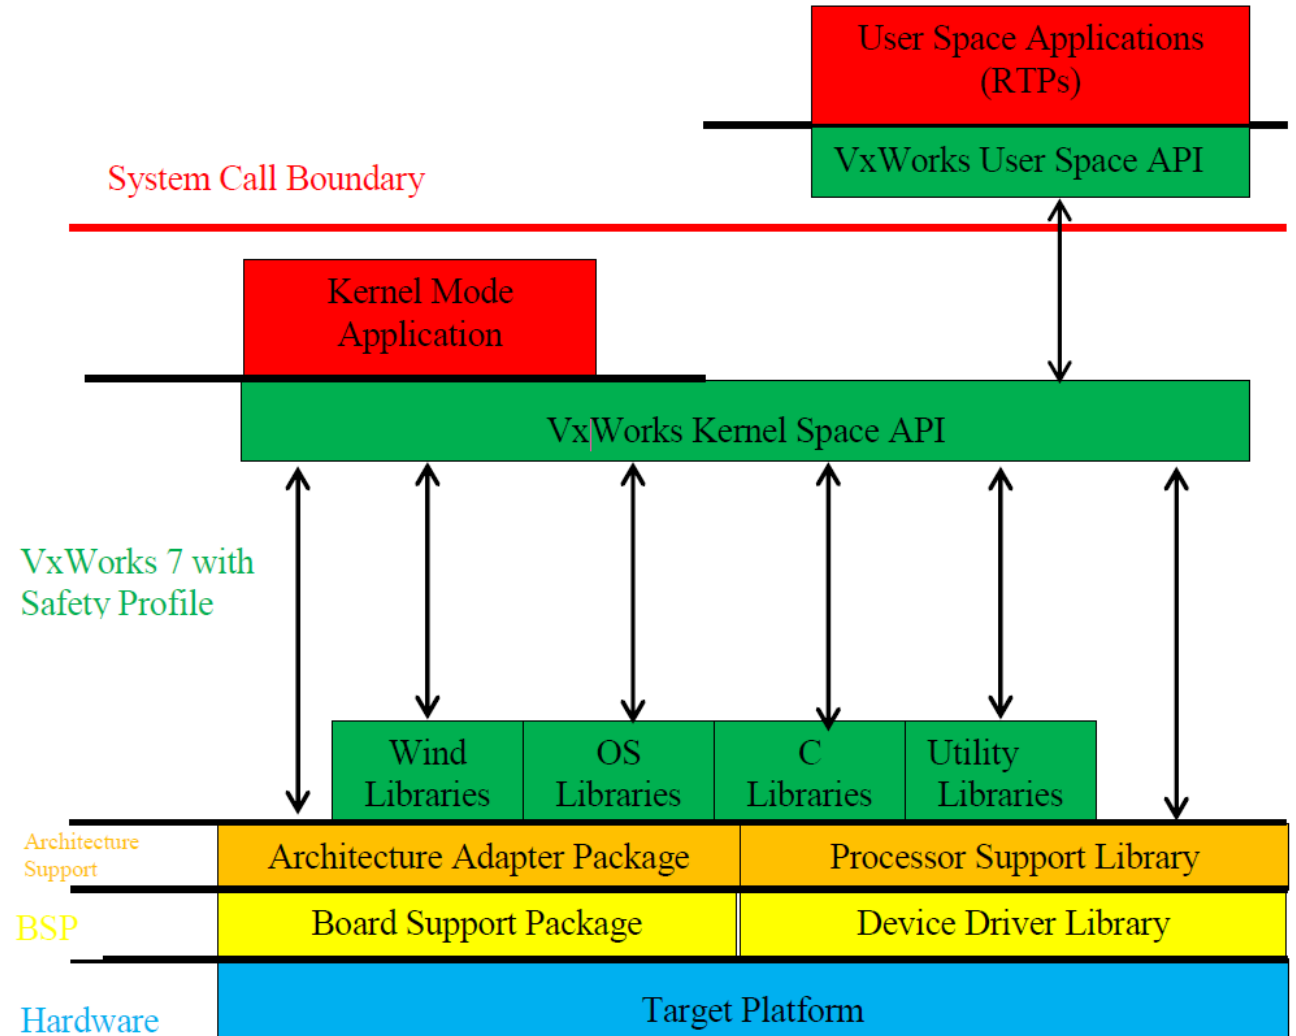 User Space Applications
(RTPs)
VxWorks User Space API
System Call Boundary
Kernel Mode
Application
VxWorks Kernel Space API
VxWorks 7 with
Safety Profile
Wind
Libraries
OS
Libraries
C
Libraries
Utility
Libraries
Architecture
Support
Architecture Adapter Package
Processor Support Library
BSP
Board Support Package
Device Driver Library
Hardware
Target Platform